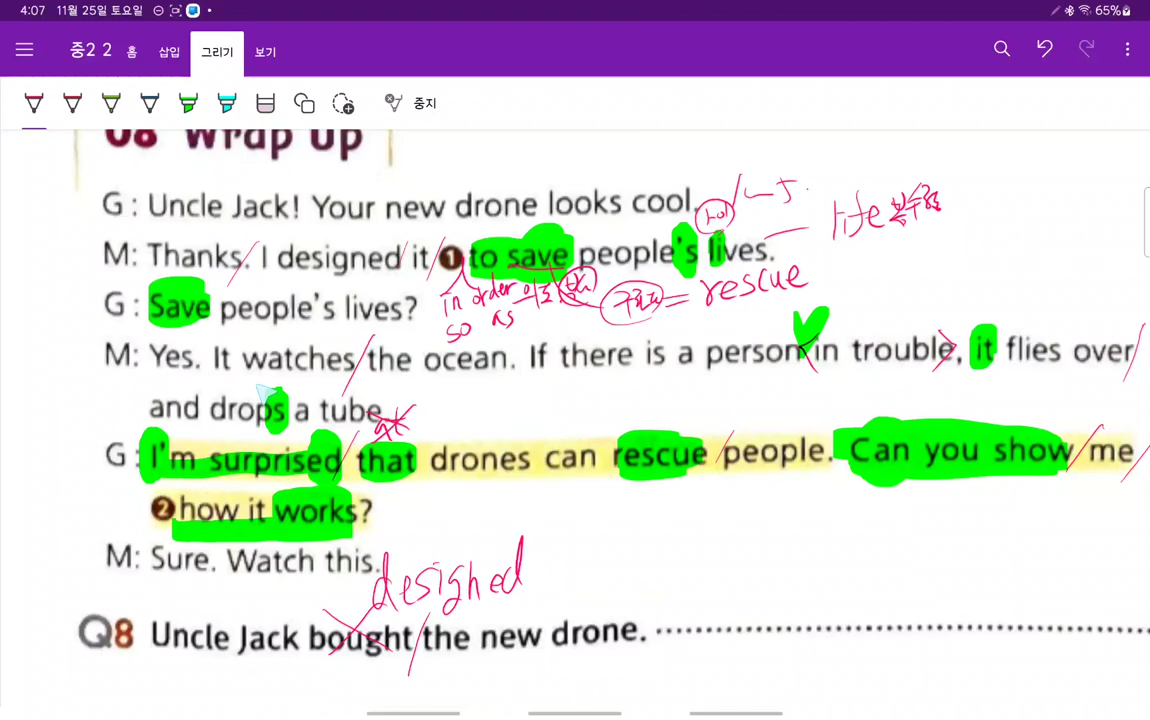 4:07 11월 25일 토요일 65%
중2 2 홈 삽입 그리기 보기
중지
08 Wrap Up
G : Uncle Jack! Your new drone looks cool.
life 복수형
M: Thanks. I designed it ❶ to save people's lives.
in order = rescue
so as
G : Save people's lives?
M: Yes. It watches the ocean. If there is a person in trouble, it flies over
and drops a tube.
at
G : I'm surprised that drones can rescue people. Can you show me
❷ how it works?
M: Sure. Watch this.
designed
Q8 Uncle Jack bought the new drone.